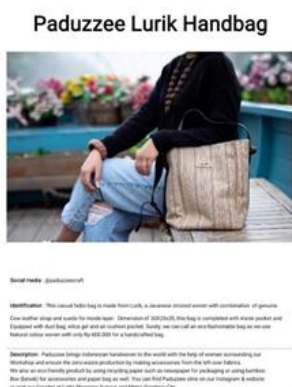 Paduzzee Lurik Handbag
Social media : @paduzzeecraft
Identification : This casual hobo bag is made from Lurik, a Javanese striated woven with combination of genuine
Cow leather strap and suede for inside layer. Dimension of 30X20x35, this bag is completed with inside pocket and
Equipped with dust bag, silica gel and air cushion pocket. Surely, we can call an eco-fashionable bag as we use
Natural colour woven with only Rp 600.000 for a handcrafted bag.
Description : Paduzzee brings Indonesian handwoven to the world with the help of women surrounding our
Workshop and ensure the zero waste production by making accessories from the left over fabrics.
We also an eco-friendly product by using recycling paper such as newspaper for packaging or using bamboo
Box (Besek) for accessories and paper bag as well. You can find Paduzzee eline on our instagram & website